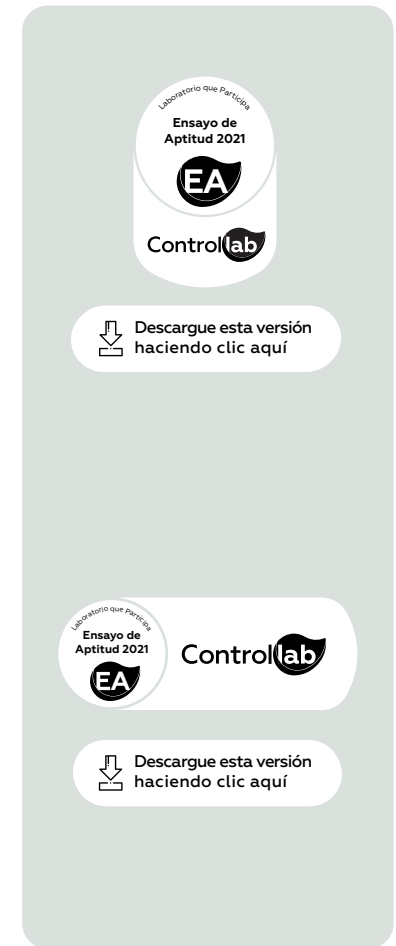 Laboratorio que Participa
Ensayo de
Aptitud 2021
EA
Controllab
Descargue esta versión
haciendo clic aquí
Laboratorio que Participa
Ensayo de
Aptitud 2021
EA
Controllab
Descargue esta versión
haciendo clic aquí